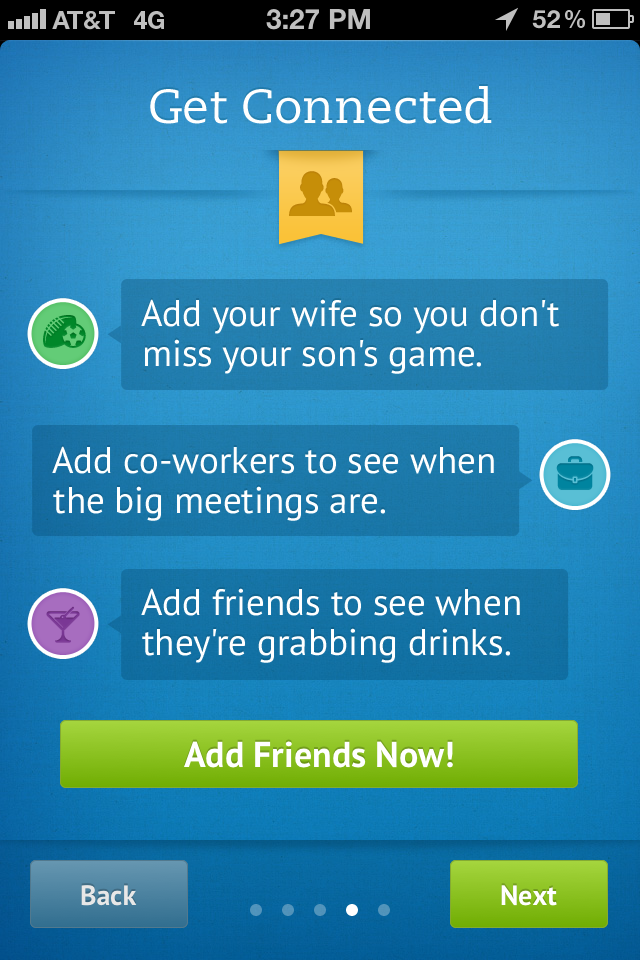 AT&T 4G 3:27 PM 52%
Get Connected
Add your wife so you don't
miss your son's game.
Add co-workers to see when
the big meetings are.
Add friends to see when
they're grabbing drinks.
Add Friends Now!
Back Next